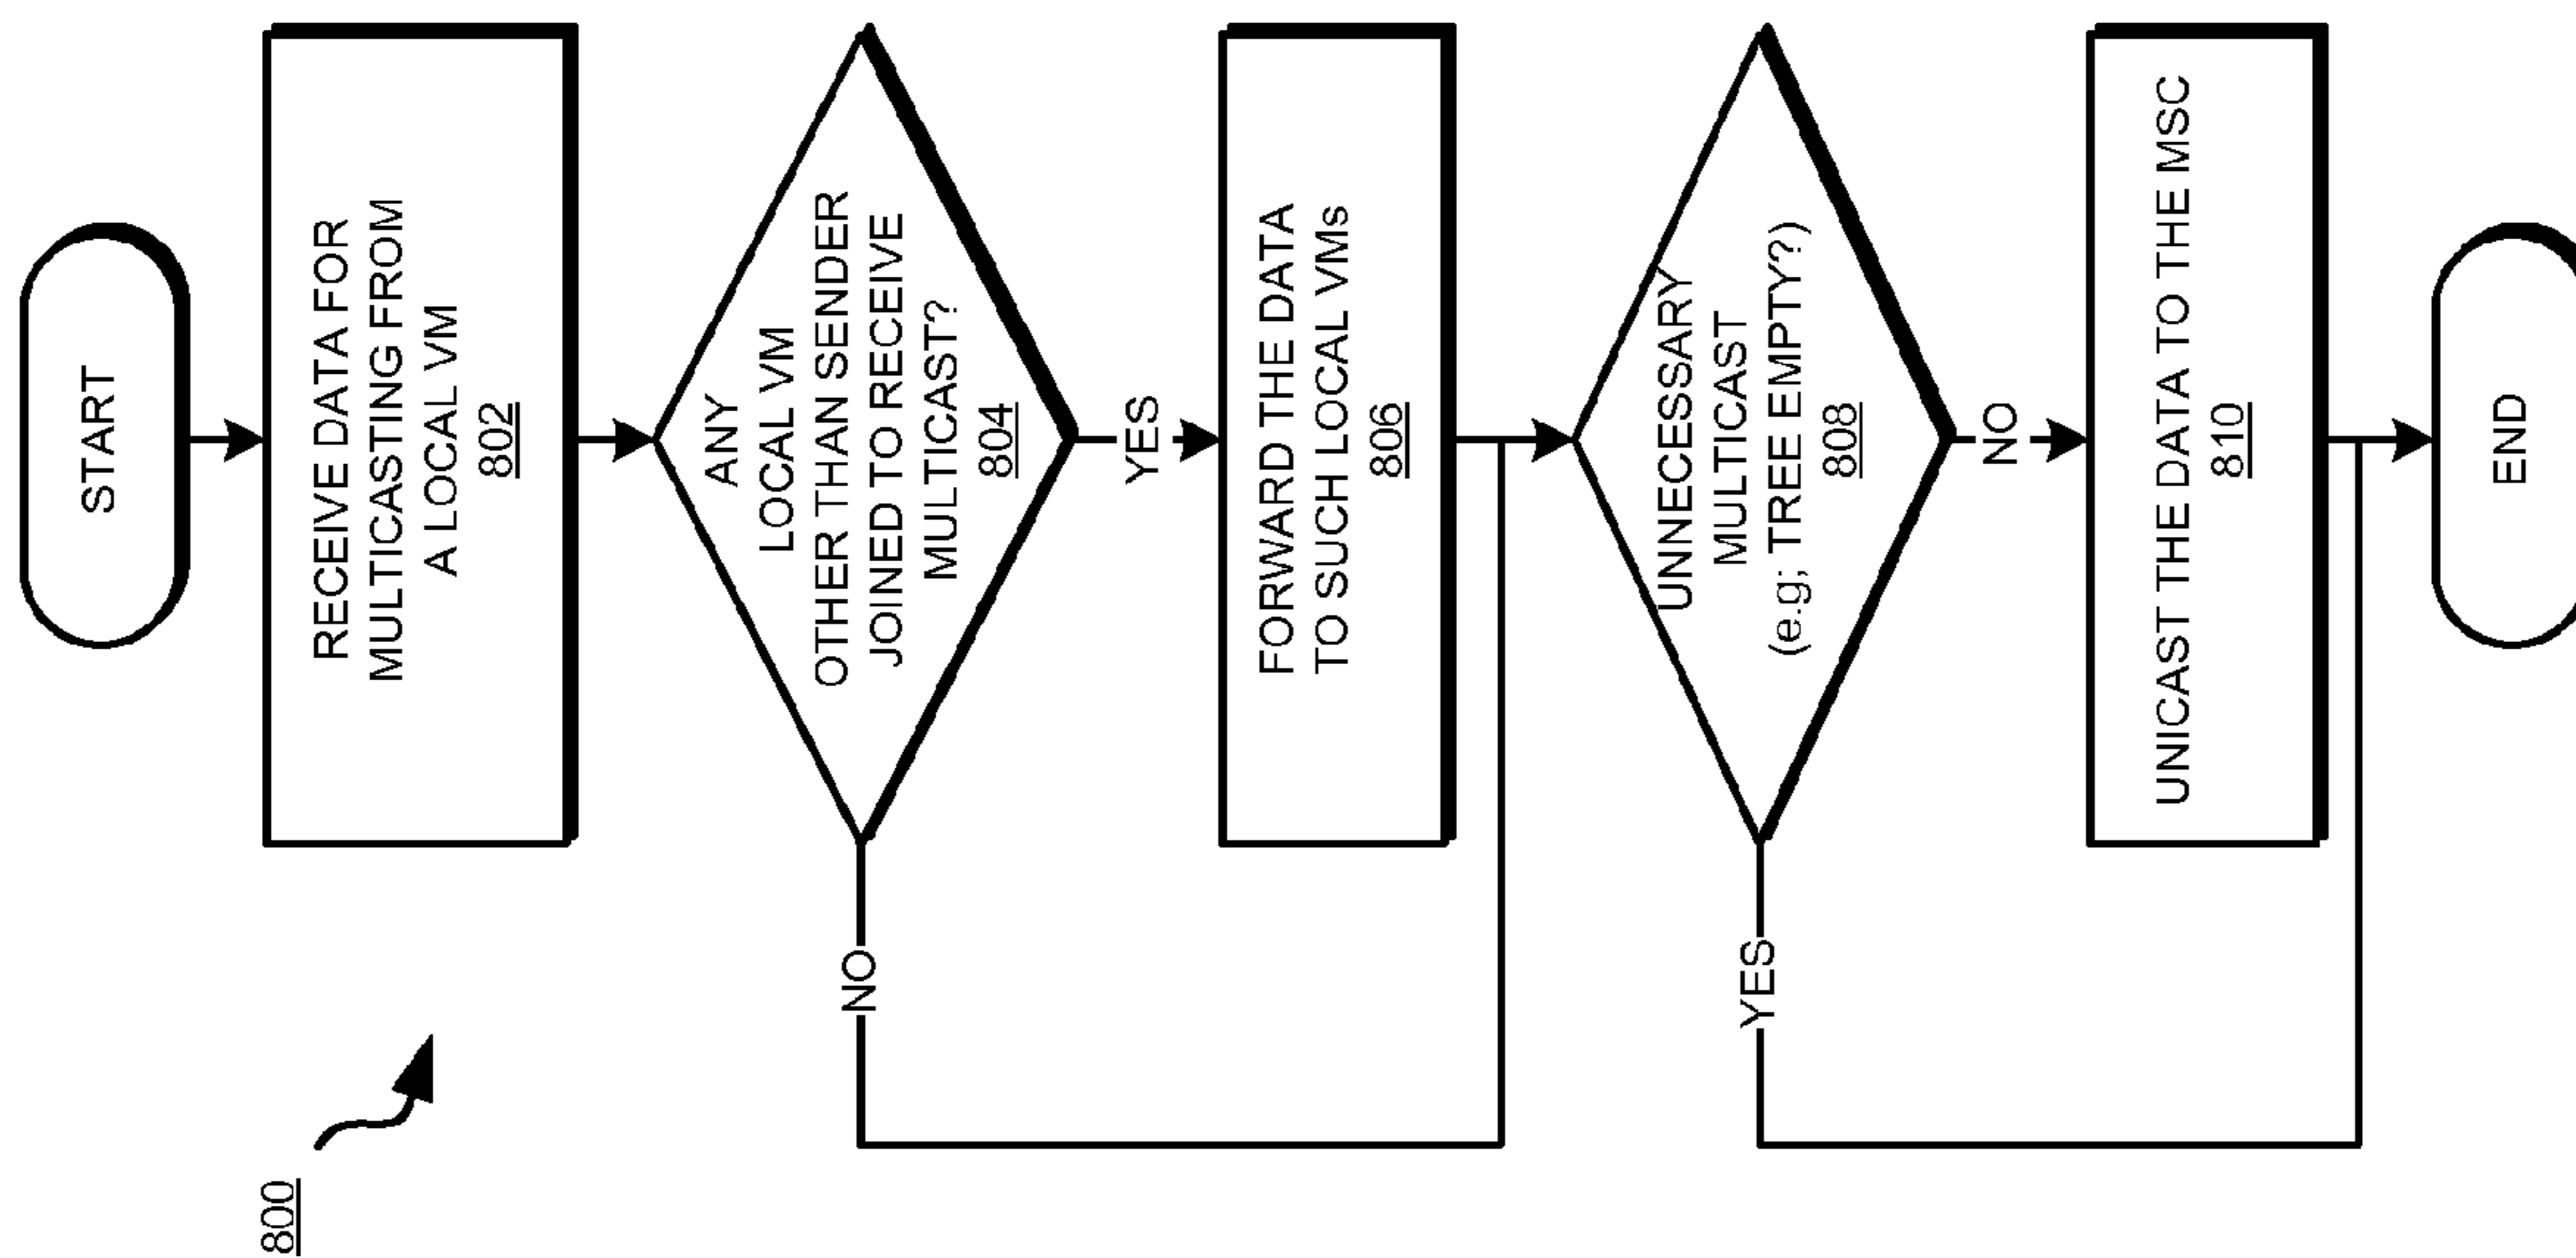 800
START
RECEIVE DATA FOR
MULTICASTING FROM
A LOCAL VM
802
ANY
LOCAL VM
OTHER THAN SENDER
JOINED TO RECEIVE
MULTICAST?
804
NO
YES
FORWARD THE DATA
TO SUCH LOCAL VMs
806
UNNECESSARY
MULTICAST
(e.g; TREE EMPTY?)
808
YES
NO
UNICAST THE DATA TO THE MSC
810
END